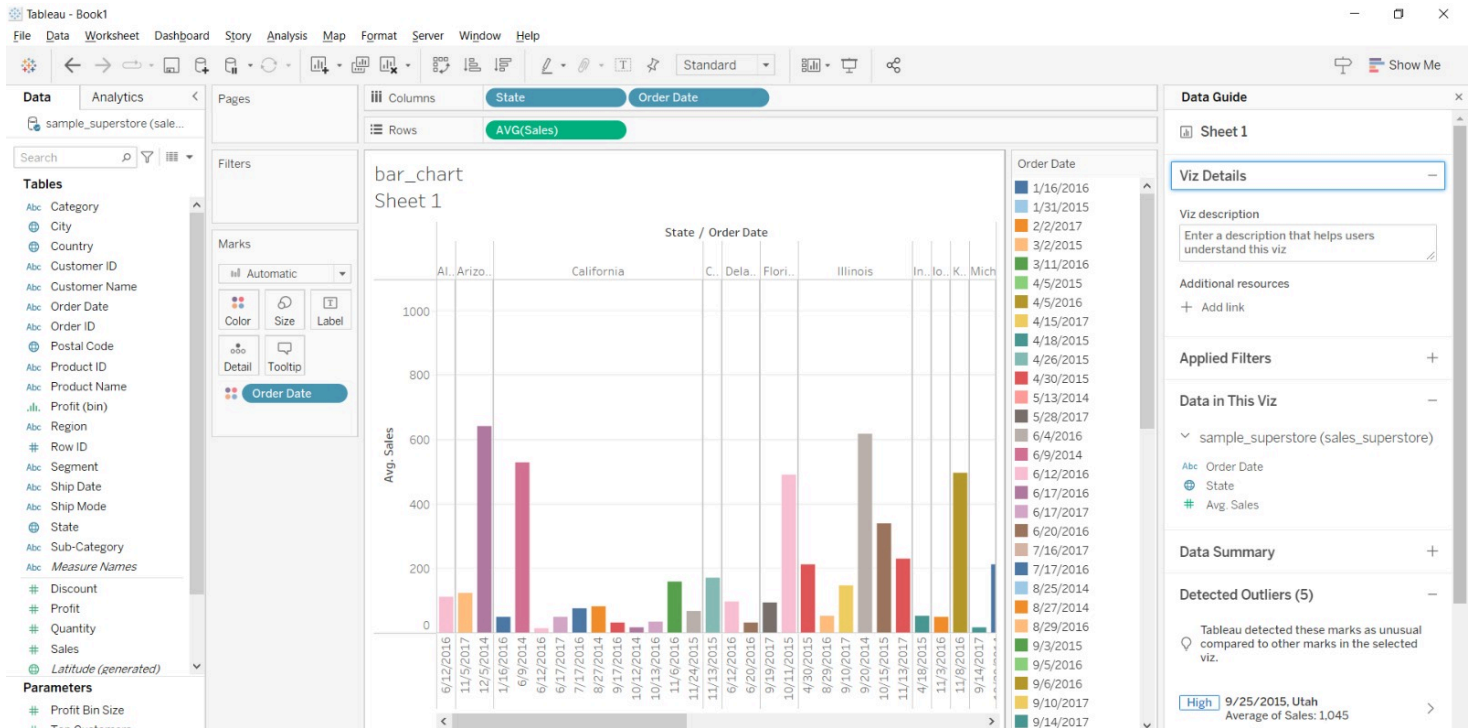 Tableau - Book1
File Data Worksheet Dashboard Story Analysis Map Format Server Window Help
Standard
Show Me
Data Analytics
sample_superstore (sale...
Search
Tables
Abc Category
City
Country
Abc Customer ID
Abc Customer Name
Abc Order Date
Abc Order ID
Postal Code
Abc Product ID
Abc Product Name
Profit (bin)
Abc Region
# Row ID
Abc Segment
Abc Ship Date
Abc Ship Mode
State
Abc Sub-Category
Abc Measure Names
# Discount
# Profit
# Quantity
# Sales
Latitude (generated)
Parameters
# Profit Bin Size
Pages
Filters
Marks
Automatic
Color Size Label
Detail Tooltip
Order Date
Columns State Order Date
Rows AVG(Sales)
bar_chart
Sheet 1
State / Order Date
Al.. Arizo.. California C.. Dela.. Flori.. Illinois In.. Io.. K.. Mich
Avg. Sales
1000
800
600
400
200
0
6/12/2016
11/5/2017
12/5/2014
1/16/2016
6/9/2014
6/12/2016
6/17/2017
7/17/2016
8/27/2014
9/17/2016
10/12/2014
10/13/2016
11/6/2016
11/24/2015
11/13/2015
6/12/2016
6/20/2016
9/19/2017
10/11/2015
4/30/2015
8/29/2016
9/10/2017
9/20/2014
10/15/2015
11/13/2017
4/18/2015
11/3/2016
11/8/2016
9/14/2017
Order Date
1/16/2016
1/31/2015
2/2/2017
3/2/2015
3/11/2016
4/5/2015
4/5/2016
4/15/2017
4/18/2015
4/26/2015
4/30/2015
5/13/2014
5/28/2017
6/4/2016
6/9/2014
6/12/2016
6/17/2016
6/17/2017
6/20/2016
7/16/2017
7/17/2016
8/25/2014
8/27/2014
8/29/2016
9/3/2015
9/5/2016
9/6/2016
9/10/2017
9/14/2017
Data Guide
Sheet 1
Viz Details
Viz description
Enter a description that helps users
understand this viz
Additional resources
+ Add link
Applied Filters
Data in This Viz
sample_superstore (sales_superstore)
Abc Order Date
State
# Avg. Sales
Data Summary
Detected Outliers (5)
Tableau detected these marks as unusual
compared to other marks in the selected
viz.
High 9/25/2015, Utah
Average of Sales: 1,045